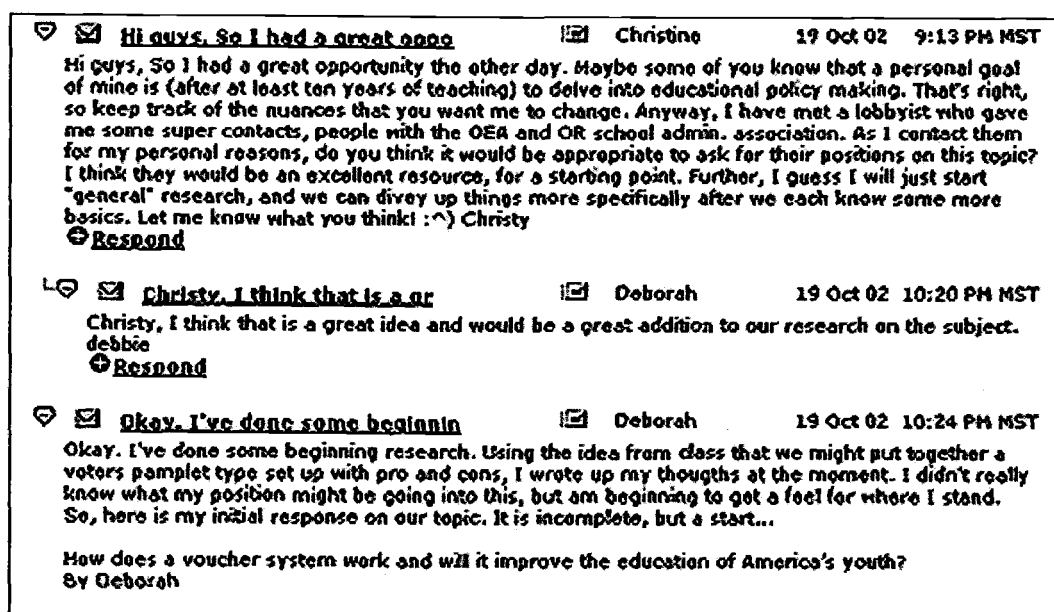 Hi guys, So I had a great oppo Christine 19 Oct 02 9:13 PM MST
Hi guys, So I had a great opportunity the other day. Maybe some of you know that a personal goal
of mine is (after at least ten years of teaching) to delve into educational policy making. That's right,
so keep track of the nuances that you want me to change. Anyway, I have met a lobbyist who gave
me some super contacts, people with the OEA and OR school admin. association. As I contact them
for my personal reasons, do you think it would be appropriate to ask for their positions on this topic?
I think they would be an excellent resource, for a starting point. Further, I guess I will just start
"general" research, and we can divey up things more specifically after we each know some more
basics. Let me know what you think! :^) Christy
Respond
Christy, I think that is a gr Deborah 19 Oct 02 10:20 PM MST
Christy, I think that is a great idea and would be a great addition to our research on the subject.
debbie
Respond
Okay. I've done some beginnin Deborah 19 Oct 02 10:24 PM MST
Okay. I've done some beginning research. Using the idea from class that we might put together a
voters pamplet type set up with pro and cons, I wrote up my thougths at the moment. I didn't really
know what my position might be going into this, but am beginning to get a feel for where I stand.
So, here is my initial response on our topic. It is incomplete, but a start...
How does a voucher system work and will it improve the education of America's youth?
By Deborah